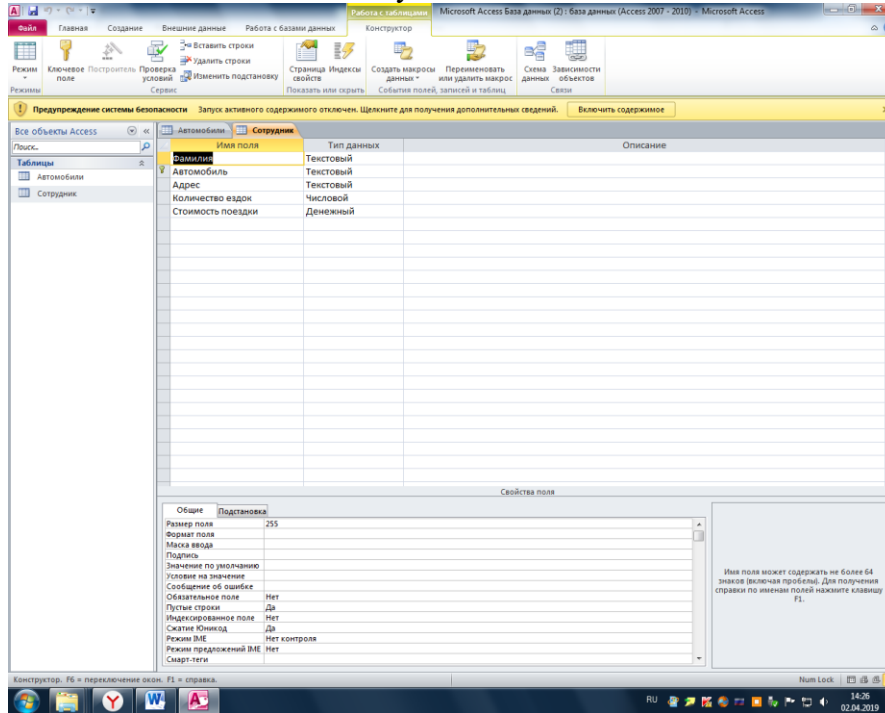 Работа с таблицами
Microsoft Access База данных (2) : база данных (Access 2007 - 2010) - Microsoft Access
Файл Главная Создание Внешние данные Работа с базами данных Конструктор
Режим
Ключевое поле
Построитель
Проверка условий
Вставить строки
Удалить строки
Изменить подстановку
Страница свойств
Индексы
Создать макросы данных
Переименовать или удалить макрос
Схема данных
Зависимости объектов
Режимы Сервис Показать или скрыть События полей, записей и таблиц Связи
Предупреждение системы безопасности Запуск активного содержимого отключен. Щелкните для получения дополнительных сведений. Включить содержимое
Все объекты Access
Поиск...
Таблицы
Автомобили
Сотрудник
Автомобили Сотрудник
Имя поля Тип данных Описание
Фамилия Текстовый
Автомобиль Текстовый
Адрес Текстовый
Количество ездок Числовой
Стоимость поездки Денежный
Свойства поля
Общие Подстановка
Размер поля 255
Формат поля
Маска ввода
Подпись
Значение по умолчанию
Условие на значение
Сообщение об ошибке
Обязательное поле Нет
Пустые строки Да
Индексированное поле Нет
Сжатие Юникод Да
Режим IME Нет контроля
Режим предложений IME Нет
Смарт-теги
Имя поля может содержать не более 64
знаков (включая пробелы). Для получения
справки по именам полей нажмите клавишу
F1.
Конструктор. F6 = переключение окон. F1 = справка. Num Lock
RU
14:26
02.04.2019